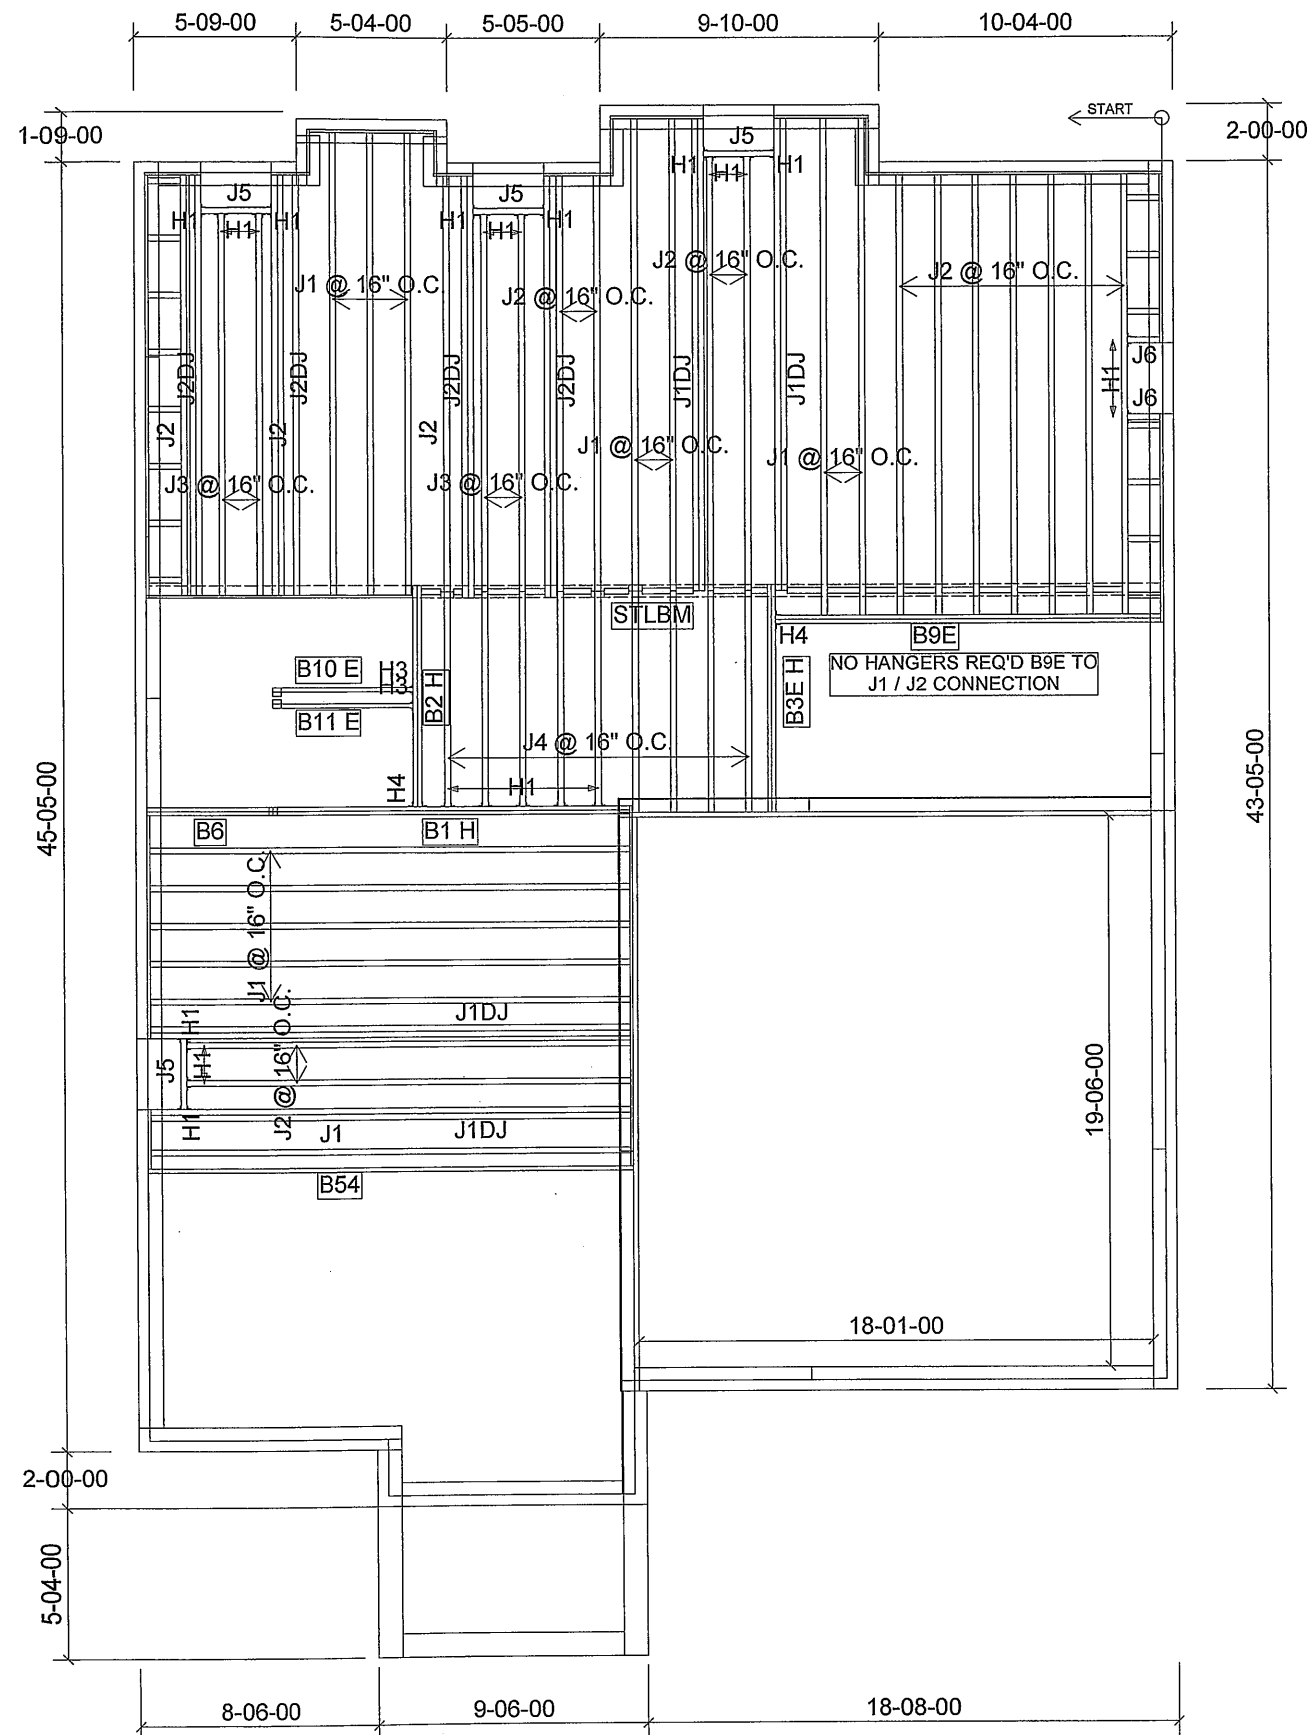 5-09-00
5-04-00
5-05-00
9-10-00
10-04-00
START
1-09-00
2-00-00
J5
J5
J5
H1
H1
H1
H1
H1
H1
H1
H1
H1
J1 @ 16" O.C.
J2 @ 16" O.C.
J2 @ 16" O.C.
J2 @ 16" O.C.
J2DJ
J2DJ
J2DJ
J2DJ
J1DJ
J1DJ
H1
J6
J6
J2
J2
J2
J1 @ 16" O.C.
J1 @ 16" O.C.
J3 @ 16" O.C.
J3 @ 16" O.C.
STLBM
H4
B9E
NO HANGERS REQ'D B9E TO
J1 / J2 CONNECTION
B10 E
H3
H3
B11 E
B2 H
B3E H
J4 @ 16" O.C.
H4
H1
45-05-00
43-05-00
B6
B1 H
J1 @ 16" O.C.
J1DJ
H1
J5
H1
J2 @ 16" O.C.
H1
J1
J1DJ
B54
19-06-00
18-01-00
2-00-00
5-04-00
8-06-00
9-06-00
18-08-00